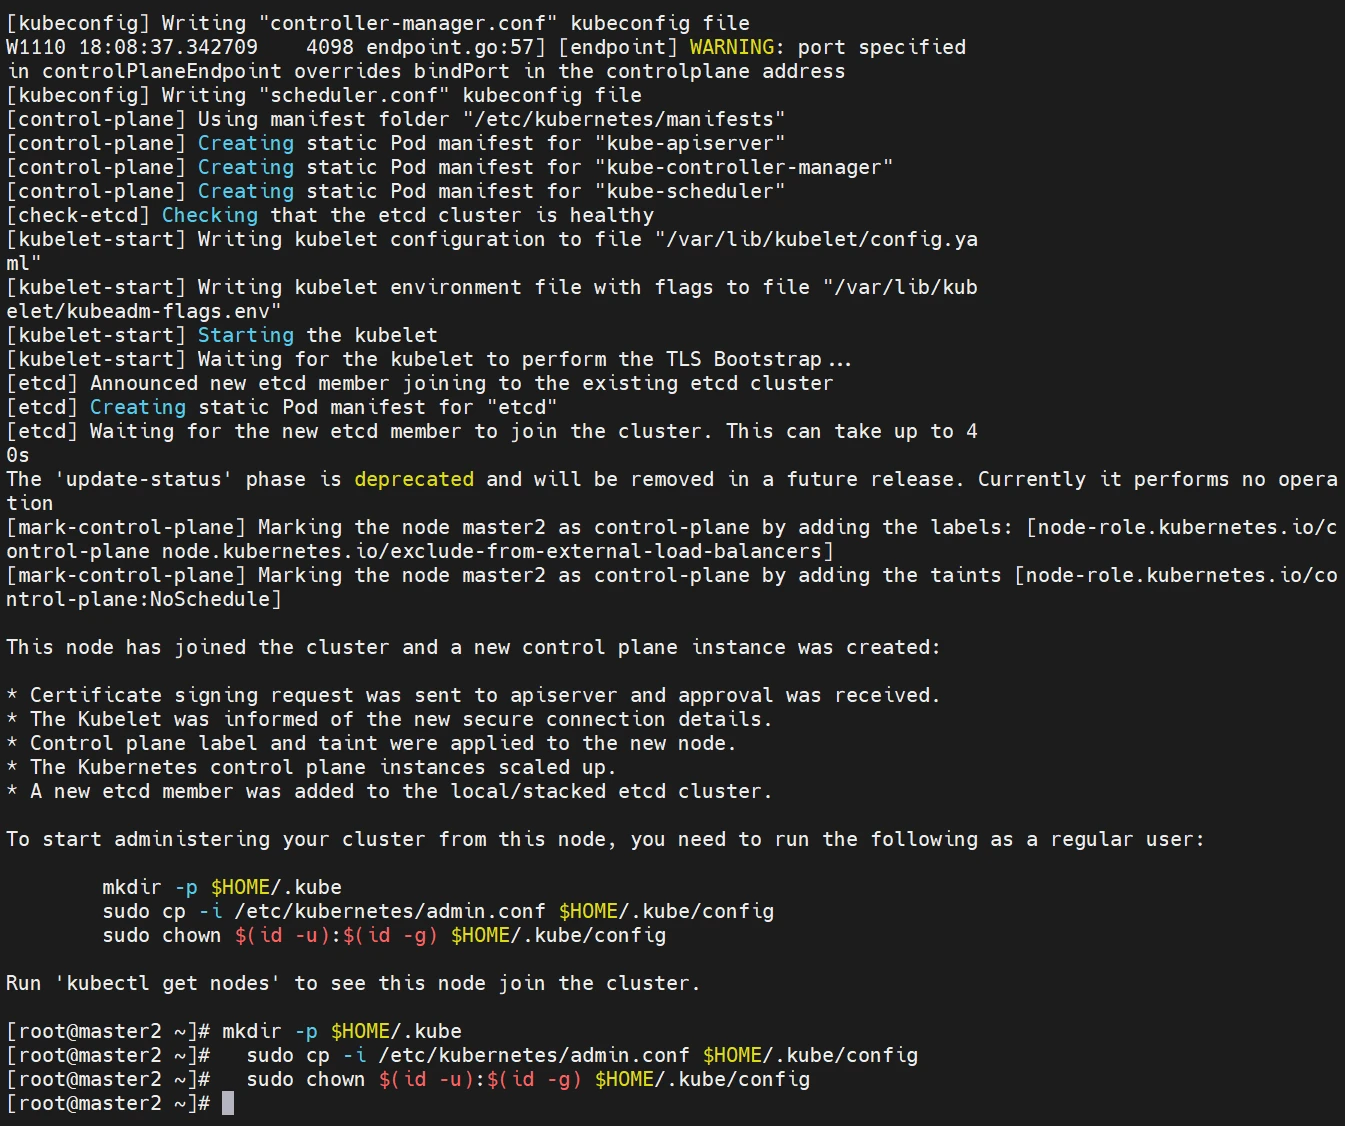 [kubeconfig] Writing "controller-manager.conf" kubeconfig file
W1110 18:08:37.342709    4098 endpoint.go:57] [endpoint] WARNING: port specified
in controlPlaneEndpoint overrides bindPort in the controlplane address
[kubeconfig] Writing "scheduler.conf" kubeconfig file
[control-plane] Using manifest folder "/etc/kubernetes/manifests"
[control-plane] Creating static Pod manifest for "kube-apiserver"
[control-plane] Creating static Pod manifest for "kube-controller-manager"
[control-plane] Creating static Pod manifest for "kube-scheduler"
[check-etcd] Checking that the etcd cluster is healthy
[kubelet-start] Writing kubelet configuration to file "/var/lib/kubelet/config.ya
ml"
[kubelet-start] Writing kubelet environment file with flags to file "/var/lib/kub
elet/kubeadm-flags.env"
[kubelet-start] Starting the kubelet
[kubelet-start] Waiting for the kubelet to perform the TLS Bootstrap...
[etcd] Announced new etcd member joining to the existing etcd cluster
[etcd] Creating static Pod manifest for "etcd"
[etcd] Waiting for the new etcd member to join the cluster. This can take up to 4
0s
The 'update-status' phase is deprecated and will be removed in a future release. Currently it performs no opera
tion
[mark-control-plane] Marking the node master2 as control-plane by adding the labels: [node-role.kubernetes.io/c
ontrol-plane node.kubernetes.io/exclude-from-external-load-balancers]
[mark-control-plane] Marking the node master2 as control-plane by adding the taints [node-role.kubernetes.io/co
ntrol-plane:NoSchedule]

This node has joined the cluster and a new control plane instance was created:

* Certificate signing request was sent to apiserver and approval was received.
* The Kubelet was informed of the new secure connection details.
* Control plane label and taint were applied to the new node.
* The Kubernetes control plane instances scaled up.
* A new etcd member was added to the local/stacked etcd cluster.

To start administering your cluster from this node, you need to run the following as a regular user:

        mkdir -p $HOME/.kube
        sudo cp -i /etc/kubernetes/admin.conf $HOME/.kube/config
        sudo chown $(id -u):$(id -g) $HOME/.kube/config

Run 'kubectl get nodes' to see this node join the cluster.

[root@master2 ~]# mkdir -p $HOME/.kube
[root@master2 ~]#   sudo cp -i /etc/kubernetes/admin.conf $HOME/.kube/config
[root@master2 ~]#   sudo chown $(id -u):$(id -g) $HOME/.kube/config
[root@master2 ~]#